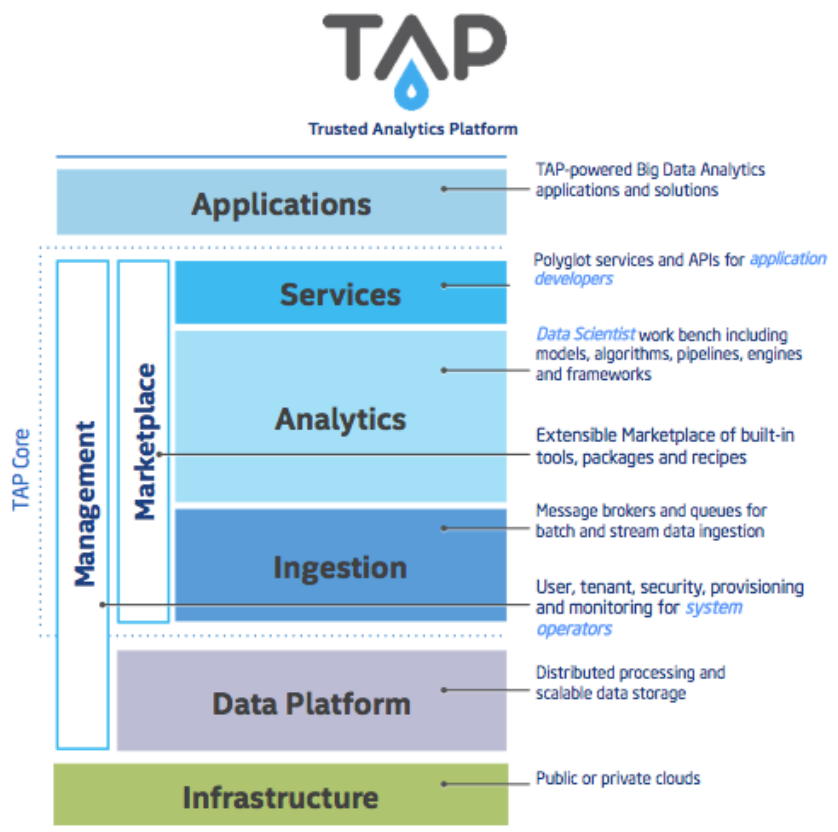 TAP
Trusted Analytics Platform
Applications
TAP-powered Big Data Analytics
applications and solutions
TAP Core
Management
Marketplace
Services
Polyglot services and APIs for application
developers
Analytics
Data Scientist work bench including
models, algorithms, pipelines, engines
and frameworks
Extensible Marketplace of built-in
tools, packages and recipes
Ingestion
Message brokers and queues for
batch and stream data ingestion
User, tenant, security, provisioning
and monitoring for system
operators
Data Platform
Distributed processing and
scalable data storage
Infrastructure
Public or private clouds